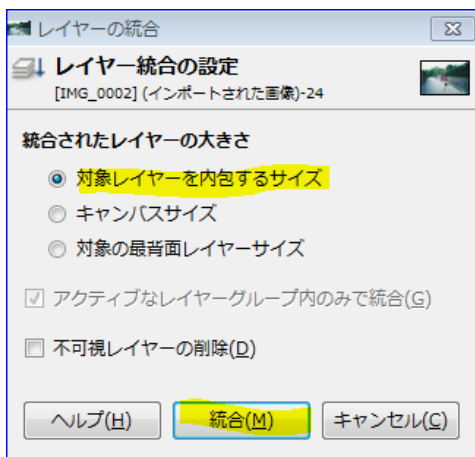 レイヤーの統合
レイヤー統合の設定
[IMG_0002] (インポートされた画像)-24
統合されたレイヤーの大きさ
対象レイヤーを内包するサイズ
キャンバスサイズ
対象の最背面レイヤーサイズ
アクティブなレイヤーグループ内のみで統合(G)
不可視レイヤーの削除(D)
ヘルプ(H) 統合(M) キャンセル(C)